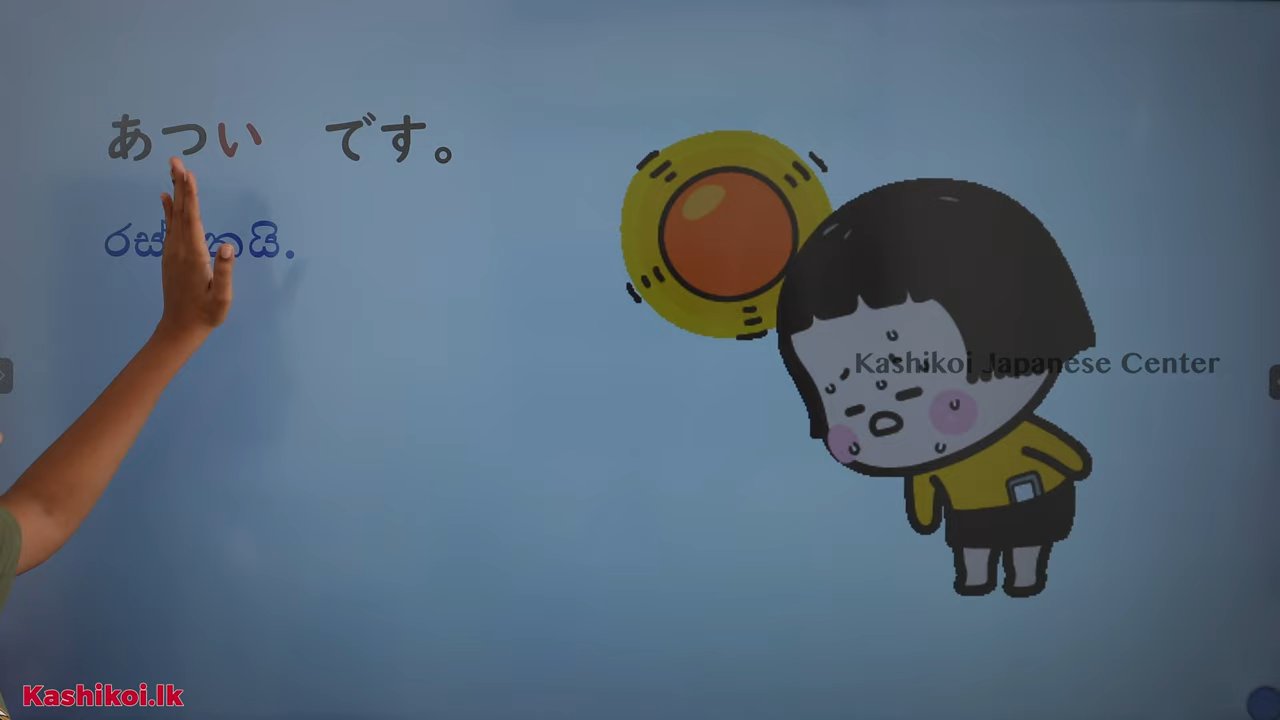 あつい です。
Kashikoi Japanese Center
Kashikoi.lk